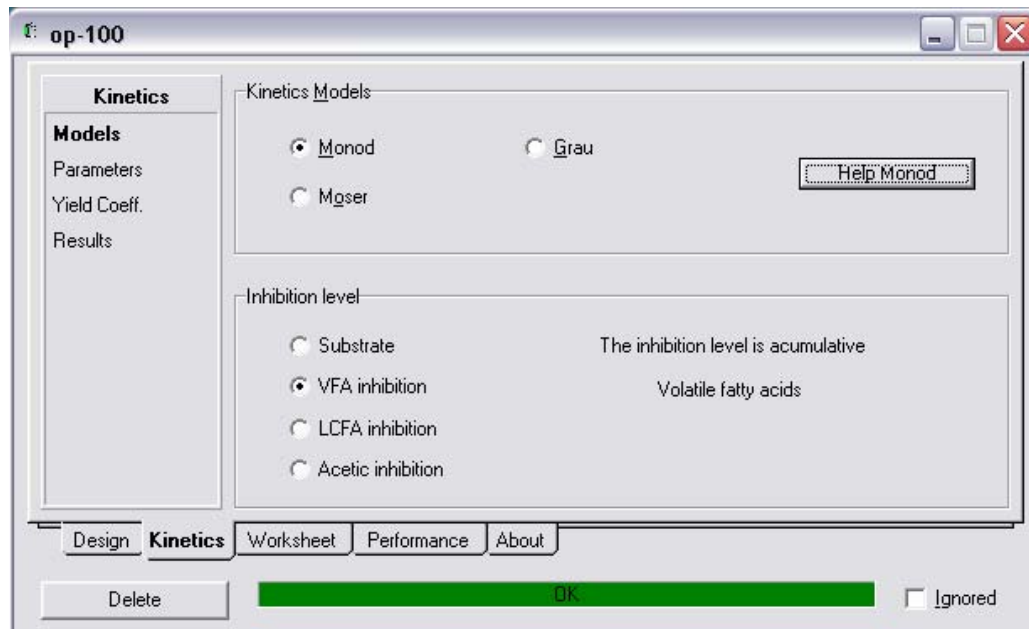 op-100
Kinetics
Models
Parameters
Yield Coeff.
Results
Kinetics Models
Monod
Grau
Moser
Help Monod
Inhibition level
Substrate
The inhibition level is acumulative
VFA inhibition
Volatile fatty acids
LCFA inhibition
Acetic inhibition
Design Kinetics Worksheet Performance About
Delete
OK
Ignored